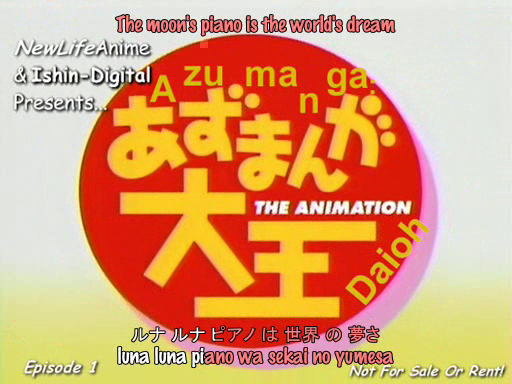 The moon's piano is the world's dream
NewLifeAnime
& Ishin-Digital
Presents...
A zu ma n ga!
あずまんが
大王
THE ANIMATION
Daioh
ルナ ルナ ピアノ は 世界 の 夢さ
luna luna piano wa sekai no yumesa
Episode 1
Not For Sale Or Rent!